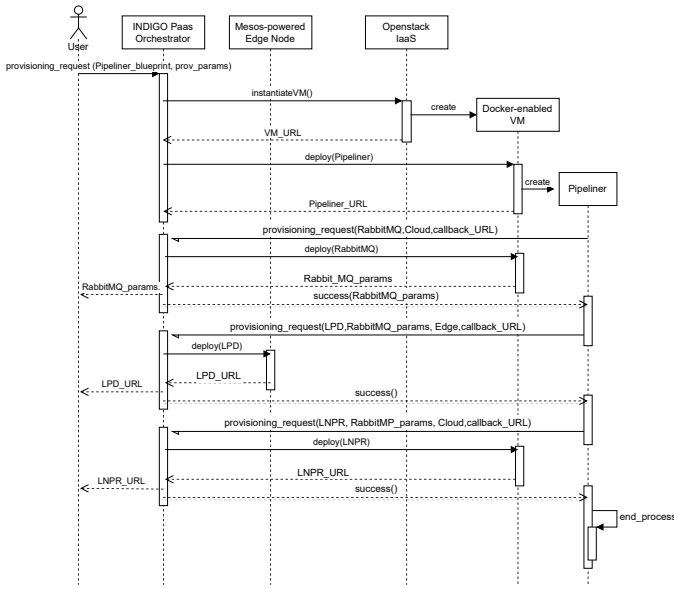 User
INDIGO Paas
Orchestrator
Mesos-powered
Edge Node
Openstack
IaaS
provisioning_request (Pipeliner_blueprint, prov_params)
instantiateVM()
create
Docker-enabled
VM
VM_URL
deploy(Pipeliner)
create
Pipeliner
Pipeliner_URL
provisioning_request(RabbitMQ,Cloud,callback_URL)
deploy(RabbitMQ)
Rabbit_MQ_params
RabbitMQ_params
success(RabbitMQ_params)
provisioning_request(LPD,RabbitMQ_params, Edge,callback_URL)
deploy(LPD)
LPD_URL
LPD_URL
success()
provisioning_request(LNPR, RabbitMP_params, Cloud,callback_URL)
deploy(LNPR)
LNPR_URL
LNPR_URL
success()
end_process